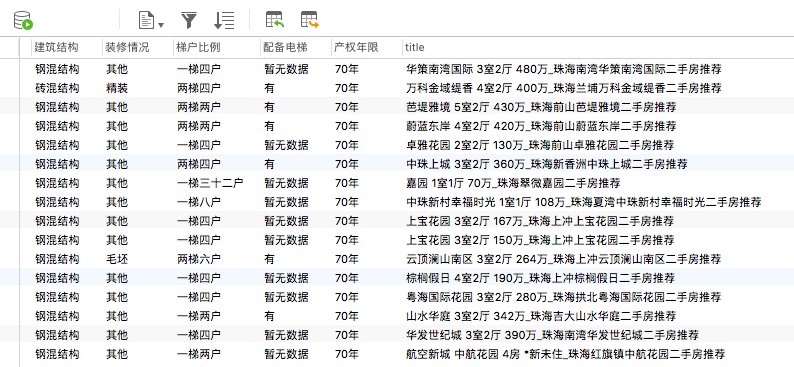 建筑结构 装修情况 梯户比例 配备电梯 产权年限 title
钢混结构 其他 一梯四户 暂无数据 70年 华策南湾国际 3室2厅 480万_珠海南湾华策南湾国际二手房推荐
砖混结构 精装 两梯四户 有 70年 万科金域缇香 4室2厅 400万_珠海兰埔万科金域缇香二手房推荐
钢混结构 其他 两梯两户 有 70年 芭堤雅境 5室2厅 430万_珠海前山芭堤雅境二手房推荐
钢混结构 其他 两梯两户 有 70年 蔚蓝东岸 4室2厅 420万_珠海前山蔚蓝东岸二手房推荐
钢混结构 其他 一梯四户 暂无数据 70年 卓雅花园 2室2厅 130万_珠海前山卓雅花园二手房推荐
钢混结构 其他 两梯四户 有 70年 中珠上城 3室2厅 360万_珠海新香洲中珠上城二手房推荐
钢混结构 其他 一梯三十二户 暂无数据 70年 嘉园 1室1厅 70万_珠海翠微嘉园二手房推荐
钢混结构 其他 一梯八户 暂无数据 70年 中珠新村幸福时光 1室1厅 108万_珠海夏湾中珠新村幸福时光二手房推荐
钢混结构 其他 一梯四户 暂无数据 70年 上宝花园 3室2厅 167万_珠海上冲上宝花园二手房推荐
钢混结构 其他 一梯四户 暂无数据 70年 上宝花园 3室2厅 150万_珠海上冲上宝花园二手房推荐
钢混结构 毛坯 两梯六户 有 70年 云顶澜山南区 3室2厅 264万_珠海上冲云顶澜山南区二手房推荐
钢混结构 其他 一梯四户 暂无数据 70年 棕榈假日 4室2厅 190万_珠海上冲棕榈假日二手房推荐
钢混结构 其他 一梯四户 暂无数据 70年 粤海国际花园 3室2厅 280万_珠海拱北粤海国际花园二手房推荐
钢混结构 其他 一梯两户 有 70年 山水华庭 3室2厅 342万_珠海吉大山水华庭二手房推荐
钢混结构 其他 一梯四户 暂无数据 70年 华发世纪城 3室2厅 390万_珠海南湾华发世纪城二手房推荐
钢混结构 其他 一梯两户 暂无数据 70年 航空新城 中航花园 4房 *新未住_珠海红旗镇中航花园二手房推荐